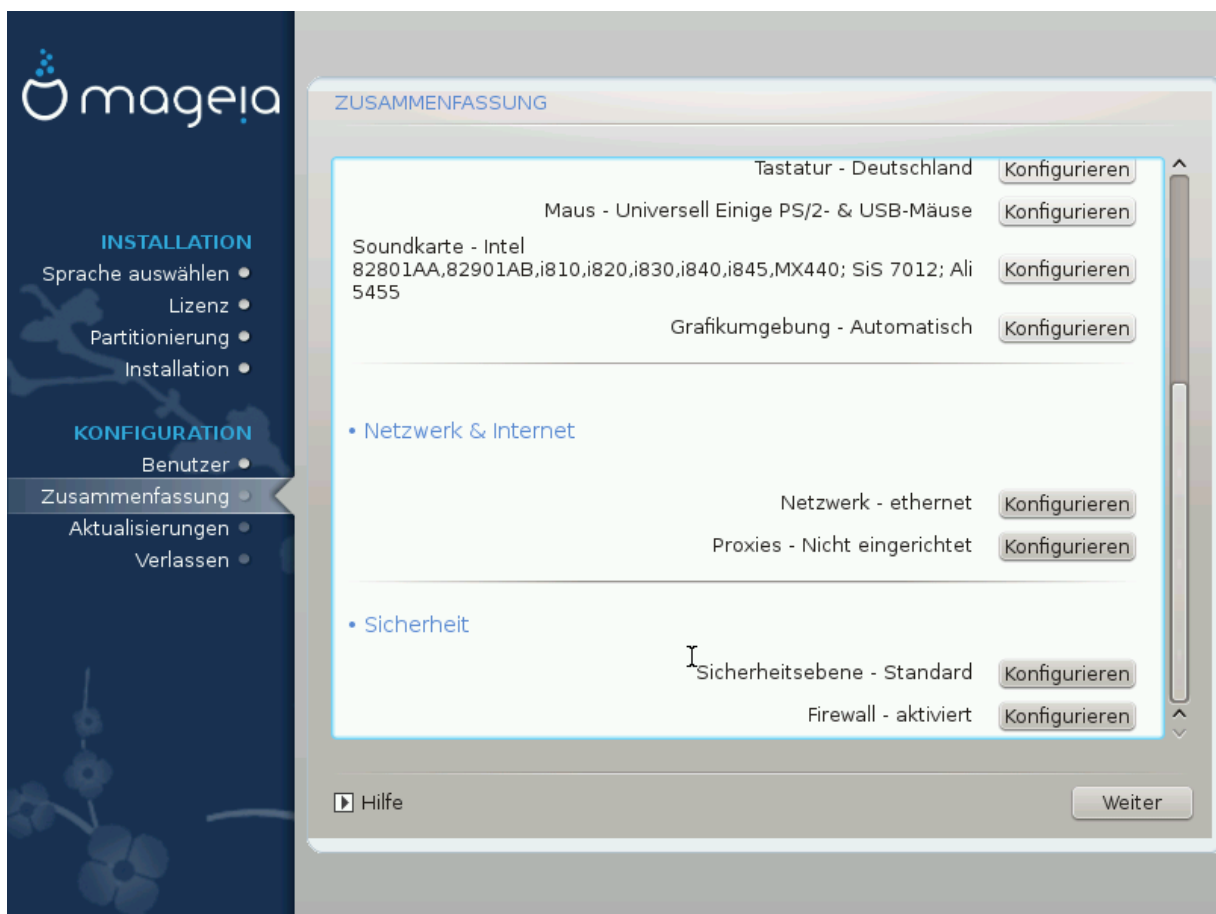 mageia
INSTALLATION
Sprache auswählen
Lizenz
Partitionierung
Installation
KONFIGURATION
Benutzer
Zusammenfassung
Aktualisierungen
Verlassen
ZUSAMMENFASSUNG
Tastatur - Deutschland Konfigurieren
Maus - Universell Einige PS/2- & USB-Mäuse Konfigurieren
Soundkarte - Intel
82801AA,82901AB,i810,i820,i830,i840,i845,MX440; SiS 7012; Ali Konfigurieren
5455
Grafikumgebung - Automatisch Konfigurieren
• Netzwerk & Internet
Netzwerk - ethernet Konfigurieren
Proxies - Nicht eingerichtet Konfigurieren
• Sicherheit
Sicherheitsebene - Standard Konfigurieren
Firewall - aktiviert Konfigurieren
Hilfe
Weiter